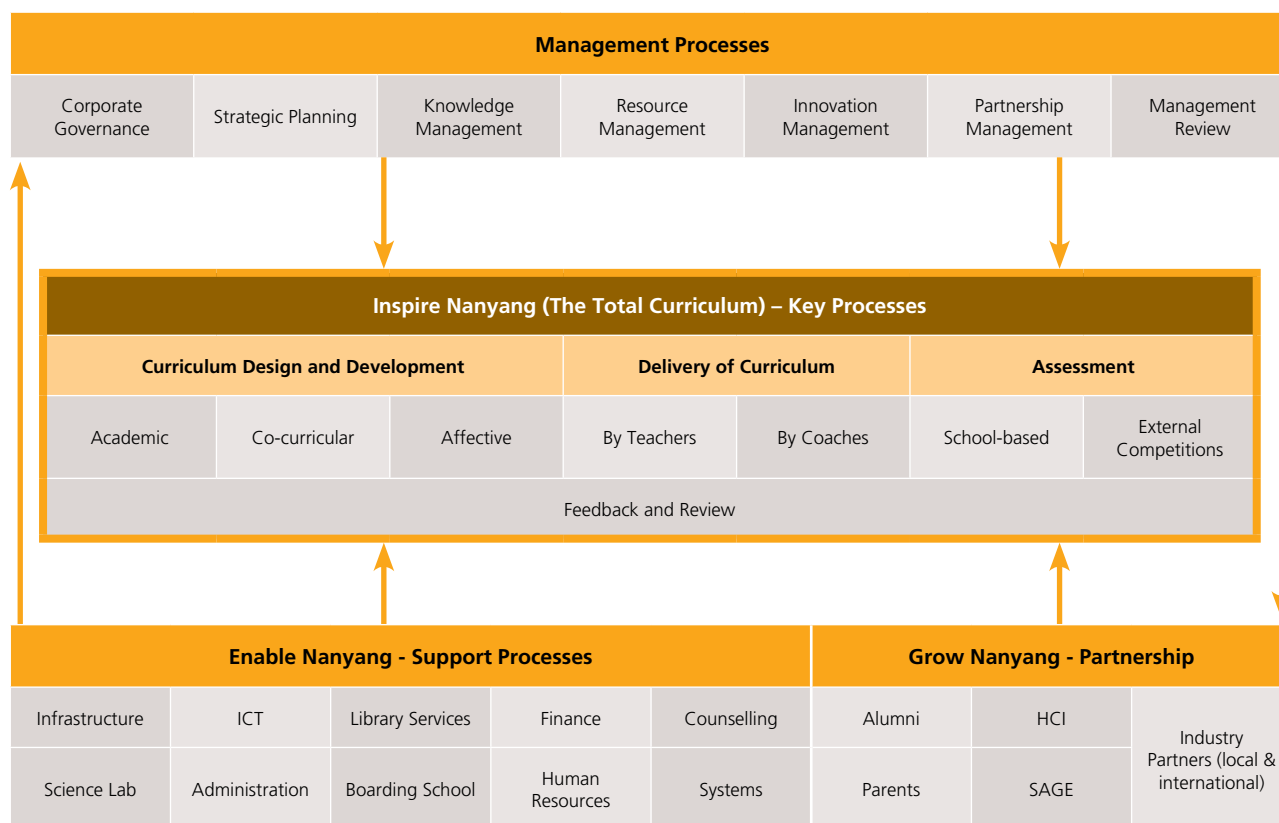 Management Processes
Corporate
Governance
Strategic Planning
Knowledge
Management
Resource
Management
Innovation
Management
Partnership
Management
Management
Review
Inspire Nanyang (The Total Curriculum) – Key Processes
Curriculum Design and Development
Delivery of Curriculum
Assessment
Academic
Co-curricular
Affective
By Teachers
By Coaches
School-based
External
Competitions
Feedback and Review
Enable Nanyang - Support Processes
Infrastructure
ICT
Library Services
Finance
Counselling
Science Lab
Administration
Boarding School
Human
Resources
Systems
Grow Nanyang - Partnership
Alumni
HCI
Industry
Partners (local &
international)
Parents
SAGE